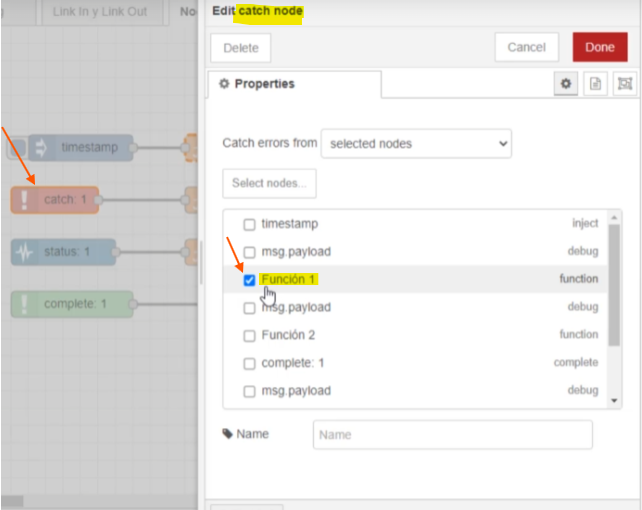 Link In y Link Out
No
Edit catch node
Delete
Cancel
Done
Properties
Catch errors from
selected nodes
Select nodes...
timestamp
inject
msg.payload
debug
Función 1
function
msg.payload
debug
Función 2
function
complete: 1
complete
msg.payload
debug
Name
Name
timestamp
catch: 1
status: 1
complete: 1